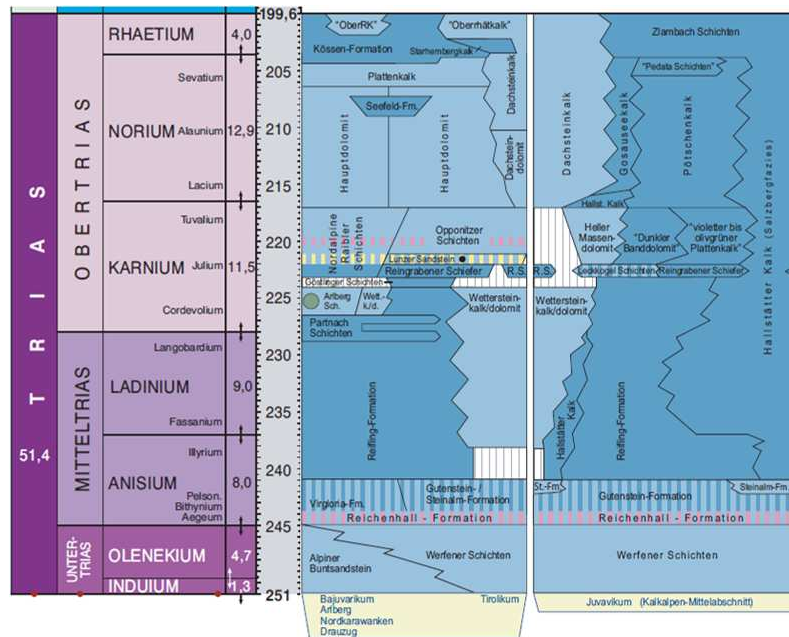 199,6
RHAETIUM 4,0
"OberRK"
"Oberrhätkalk"
Zlambach Schichten
Kössen-Formation
Starhembergkalk
205
Sevatium
Plattenkalk
"Pedata Schichten"
Seefeld-Fm.
Dachsteinkalk
Dachsteinkalk
Gosauseekalk
Pötschenkalk
NORIUM Alaunium 12,9
210
Hauptdolomit
Hauptdolomit
Dachstein-
dolomit
Lacium
215
Hallst. Kalk
OBERTRIAS
TRIAS
51,4
Tuvalium
Nordalpine
Raibler
Schichten
Opponitzer
Schichten
Heller
Massen-
dolomit
"Dunkler
Banddolomit"
"violetter bis
olivgrüner
Plattenkalk"
Hallstätter Kalk (Salzbergfazies)
220
KARNIUM Julium 11,5
Lunzer Sandstein
Reingrabener Schiefer
R.S.
R.S.
Leckkogel Schichten
Reingrabener Schiefer
Göstlinger Schichten
225
Arlberg
Sch.
Wett.-
k./d.
Wetterstein-
kalk/dolomit
Wetterstein-
kalk/dolomit
Cordevolium
Partnach
Schichten
Langobardium
230
MITTELTRIAS
LADINIUM 9,0
235
Reifling-Formation
Hallstätter
Kalk
Reifling-Formation
Fassanium
Illyrium
240
ANISIUM 8,0
Pelson.
Bithynium
Aegeum
Virgloria-Fm.
Gutenstein-/
Steinalm-Formation
St.-Fm.
Gutenstein-Formation
Steinalm-Fm.
245
Reichenhall - Formation
Reichenhall - Formation
UNTER-
TRIAS
OLENEKIUM 4,7
Alpiner
Buntsandstein
Werfener Schichten
Werfener Schichten
INDUIUM 1,3
251
Bajuvarikum
Arlberg
Nordkarawanken
Drauzug
Tirolikum
Juvavikum (Kalkalpen-Mittelabschnitt)